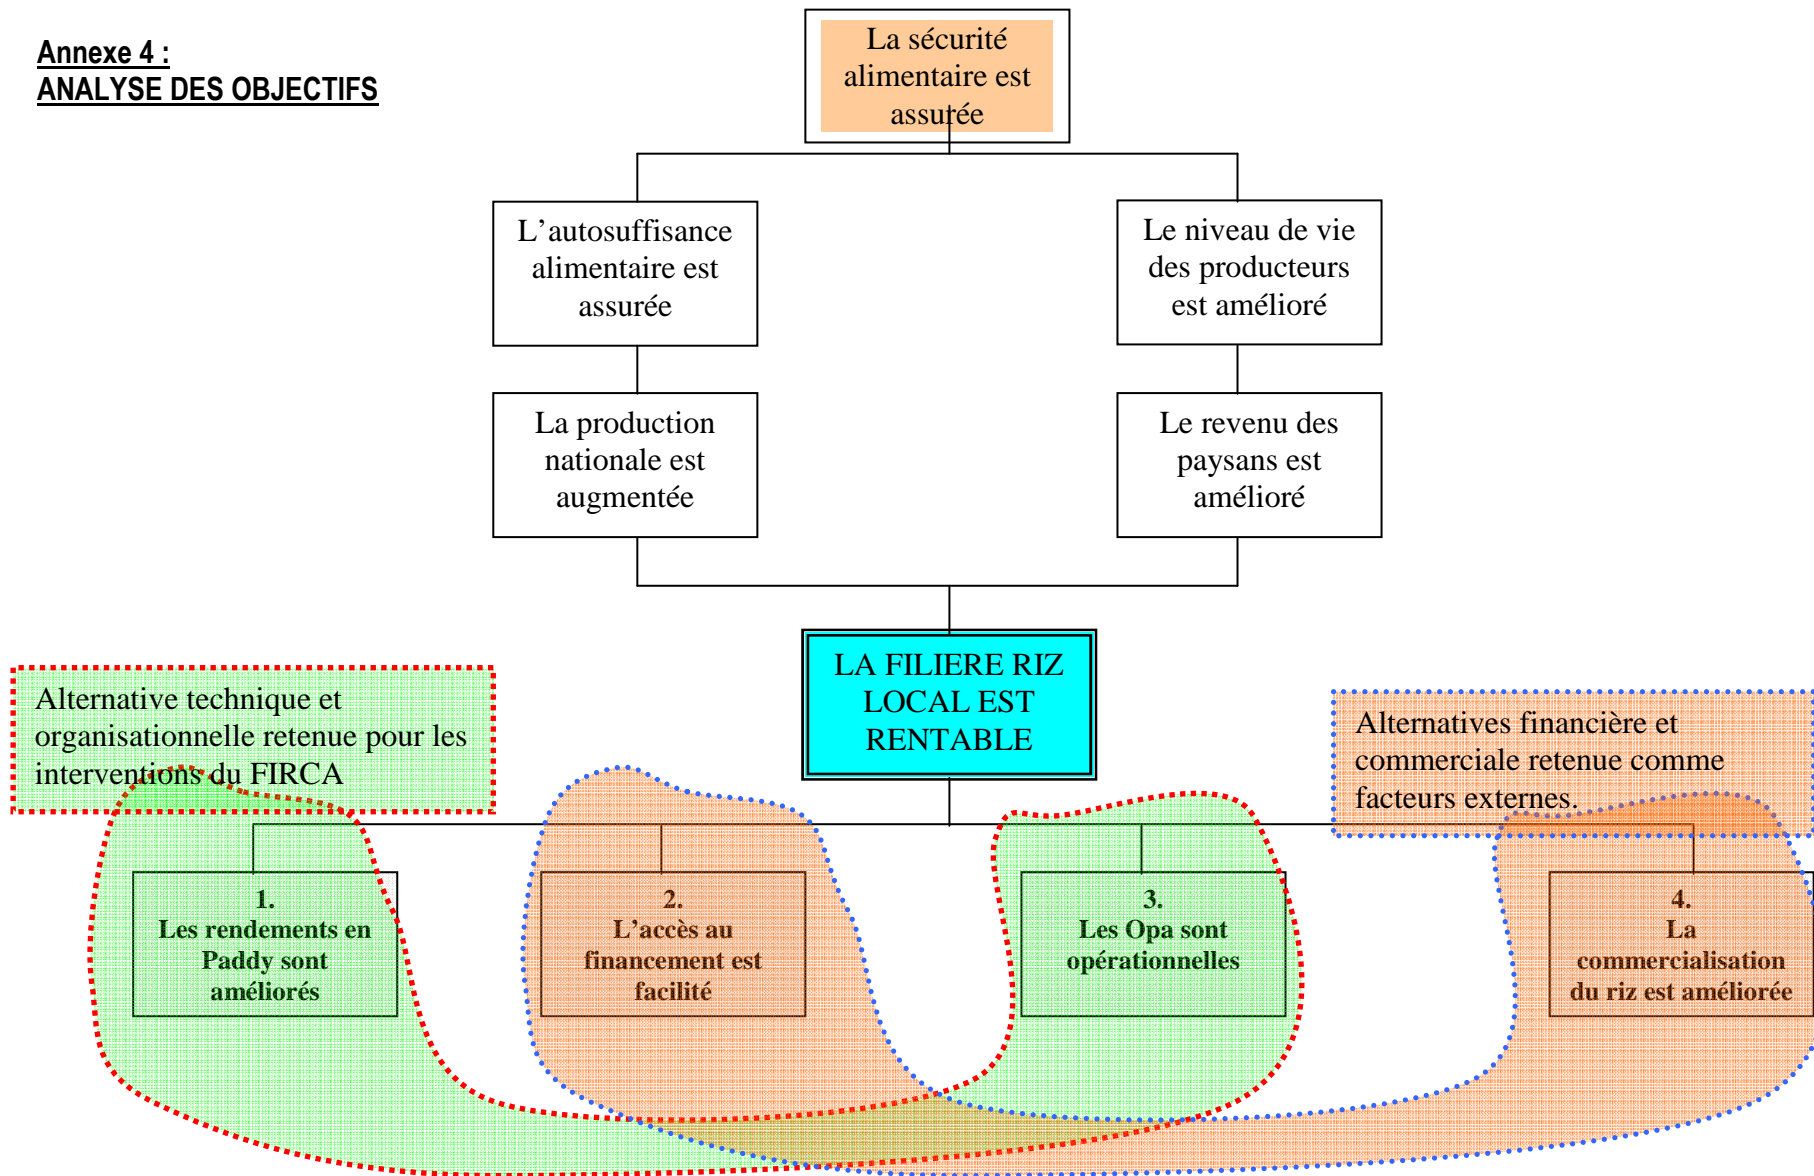 Annexe 4 :
ANALYSE DES OBJECTIFS
La sécurité
alimentaire est
assurée
L’autosuffisance
alimentaire est
assurée
Le niveau de vie
des producteurs
est amélioré
La production
nationale est
augmentée
Le revenu des
paysans est
amélioré
LA FILIERE RIZ
LOCAL EST
RENTABLE
Alternative technique et
organisationnelle retenue pour les
interventions du FIRCA
Alternatives financière et
commerciale retenue comme
facteurs externes.
1.
Les rendements en
Paddy sont
améliorés
2.
L’accès au
financement est
facilité
3.
Les Opa sont
opérationnelles
4.
La
commercialisation
du riz est améliorée